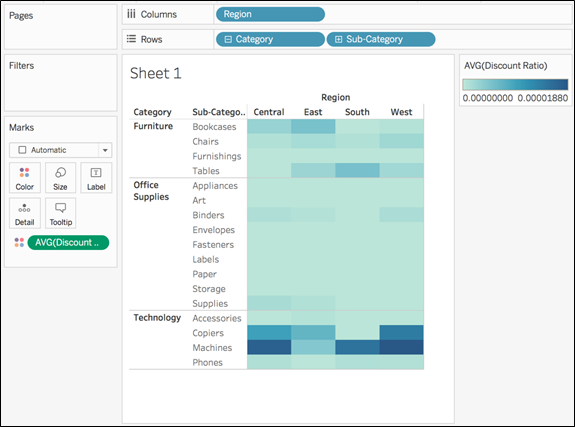 Pages
Columns
Region
Rows
Category
Sub-Category
Filters
Marks
Automatic
Color
Size
Label
Detail
Tooltip
AVG(Discount ..
Sheet 1
Region
Category
Sub-Catego..
Central
East
South
West
Furniture
Bookcases
Chairs
Furnishings
Tables
Office
Supplies
Appliances
Art
Binders
Envelopes
Fasteners
Labels
Paper
Storage
Supplies
Technology
Accessories
Copiers
Machines
Phones
AVG(Discount Ratio)
0.00000000
0.00001880